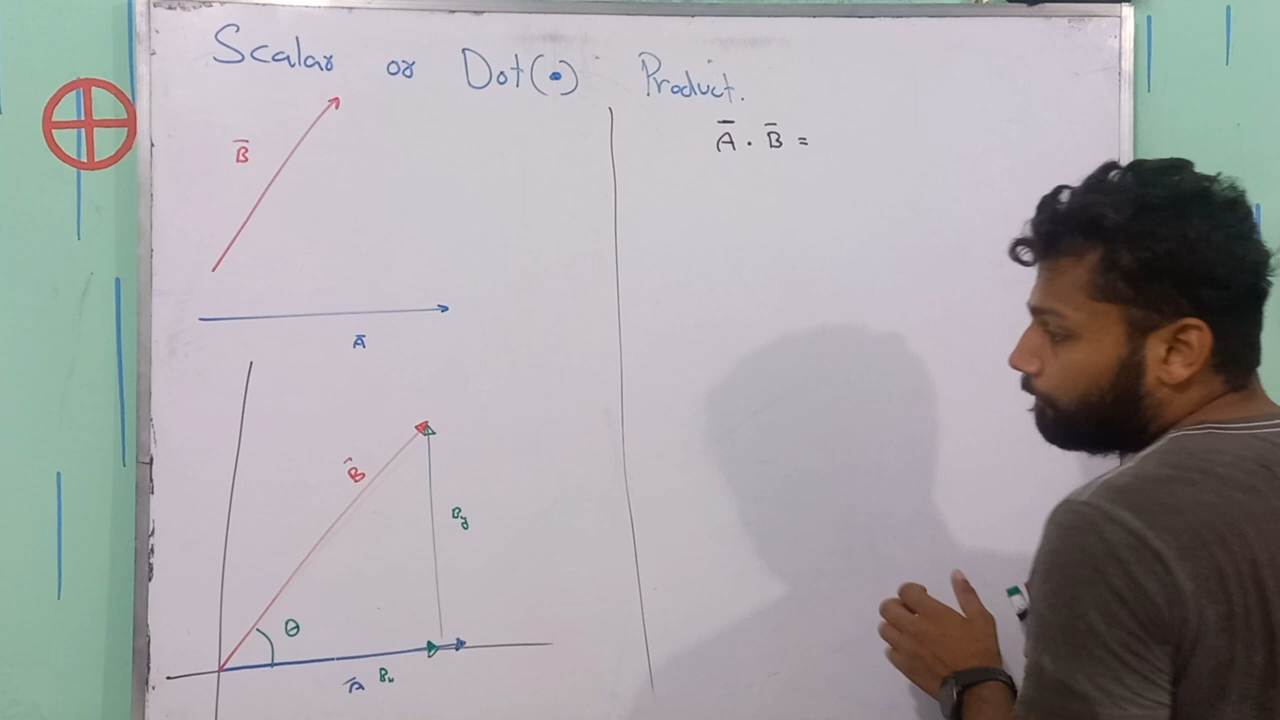 Scalar or Dot(•) Product.
B̅
A̅
B̂
By
θ
A̅ Bx
A̅ . B̅ =